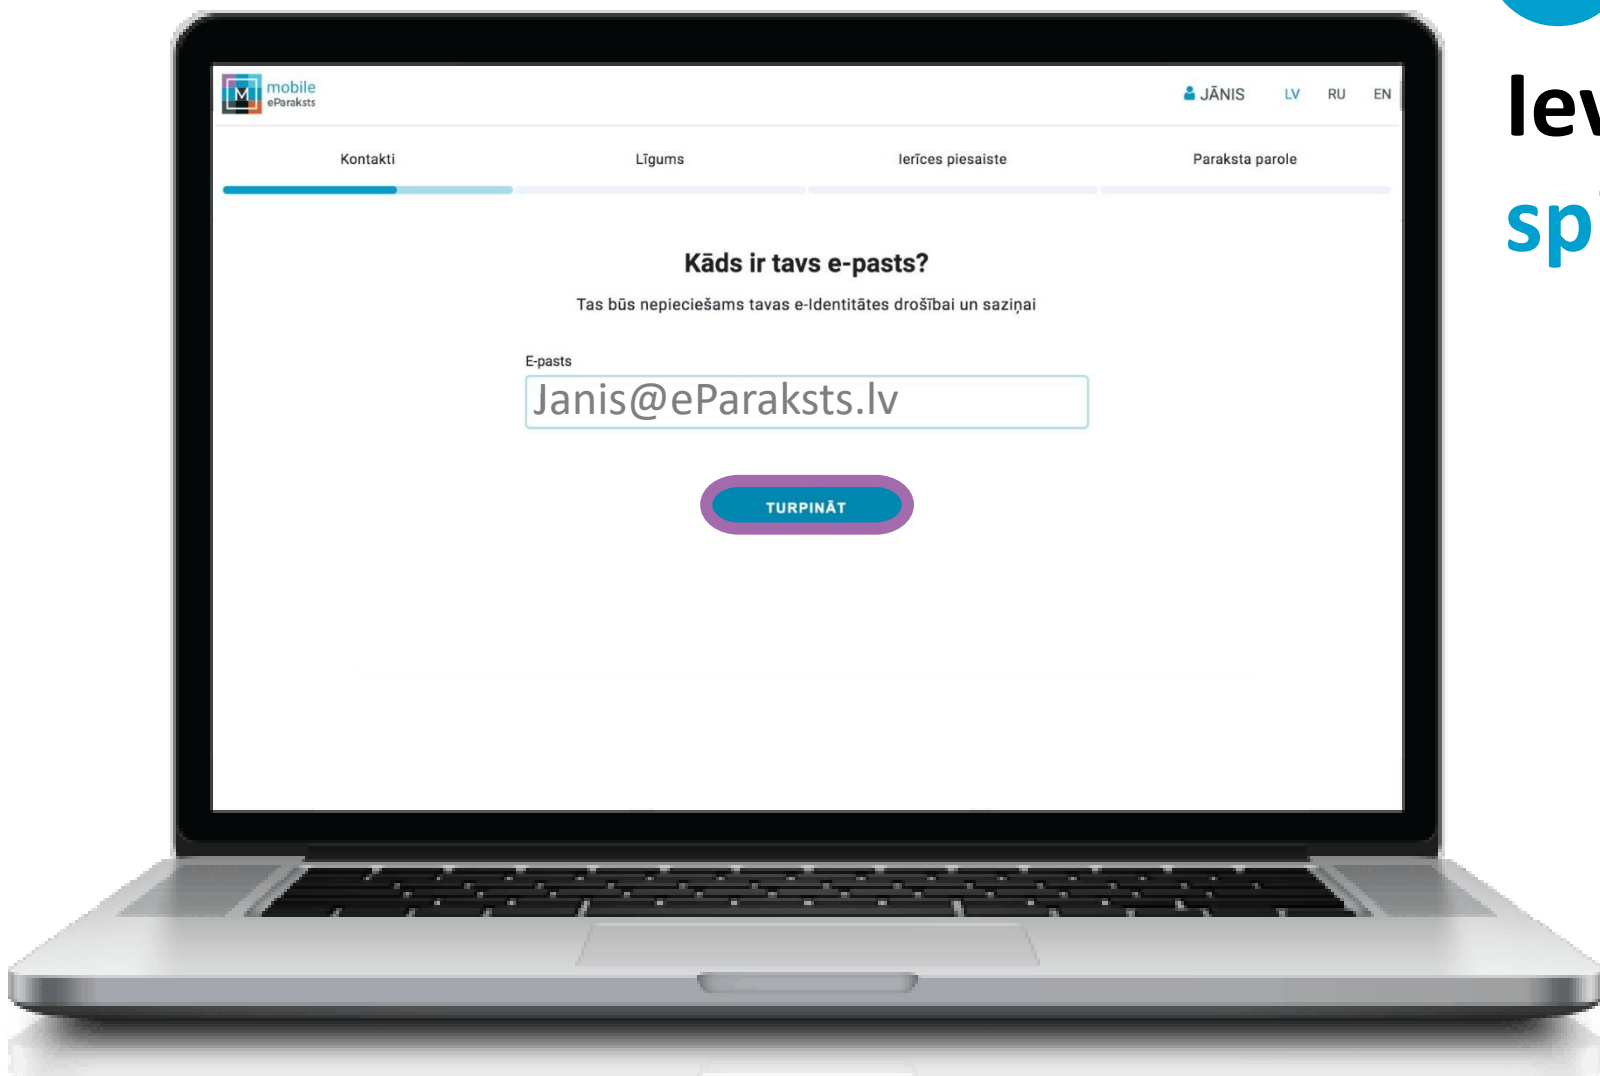 mobile
eParaksts
JĀNIS LV RU EN
Kontakti Līgums Ierīces piesaiste Paraksta parole
Kāds ir tavs e-pasts?
Tas būs nepieciešams tavas e-Identitātes drošībai un saziņai
E-pasts
Janis@eParaksts.lv
TURPINĀT